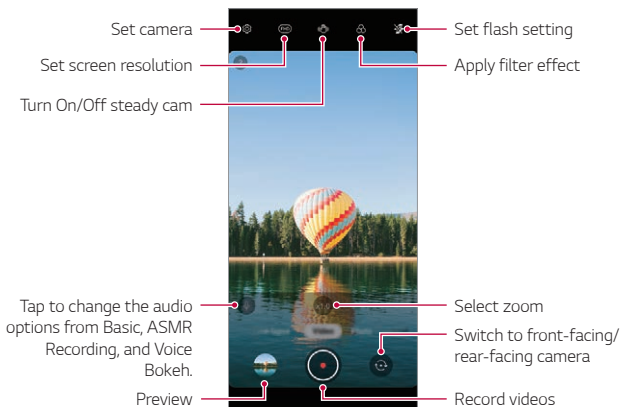 Set camera
Set screen resolution
Turn On/Off steady cam
Set flash setting
Apply filter effect
FHD
Tap to change the audio
options from Basic, ASMR
Recording, and Voice
Bokeh.
Preview
Select zoom
Video
Switch to front-facing/
rear-facing camera
Record videos